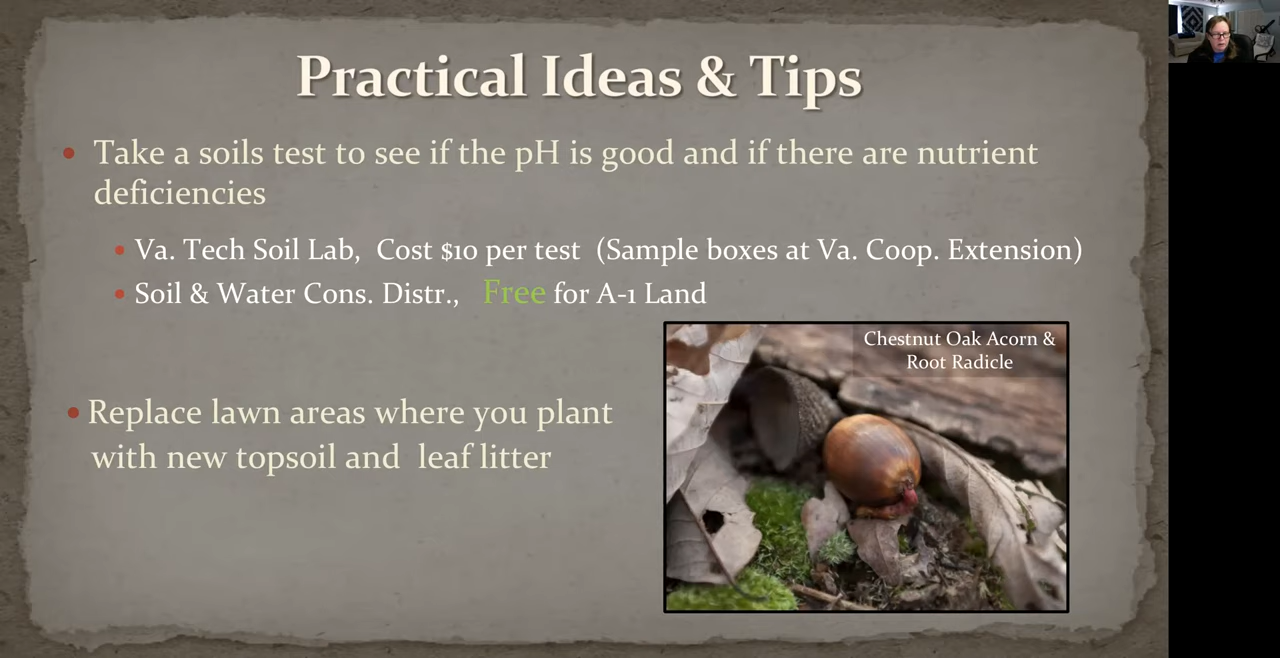 Practical Ideas & Tips
Take a soils test to see if the pH is good and if there are nutrient
deficiencies
Va. Tech Soil Lab, Cost $10 per test (Sample boxes at Va. Coop. Extension)
Soil & Water Cons. Distr., Free for A-1 Land
Chestnut Oak Acorn &
Root Radicle
Replace lawn areas where you plant
with new topsoil and leaf litter